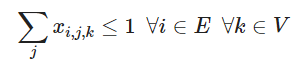 ∑_j x_{i,j,k} ≤ 1 ∀i ∈ E ∀k ∈ V